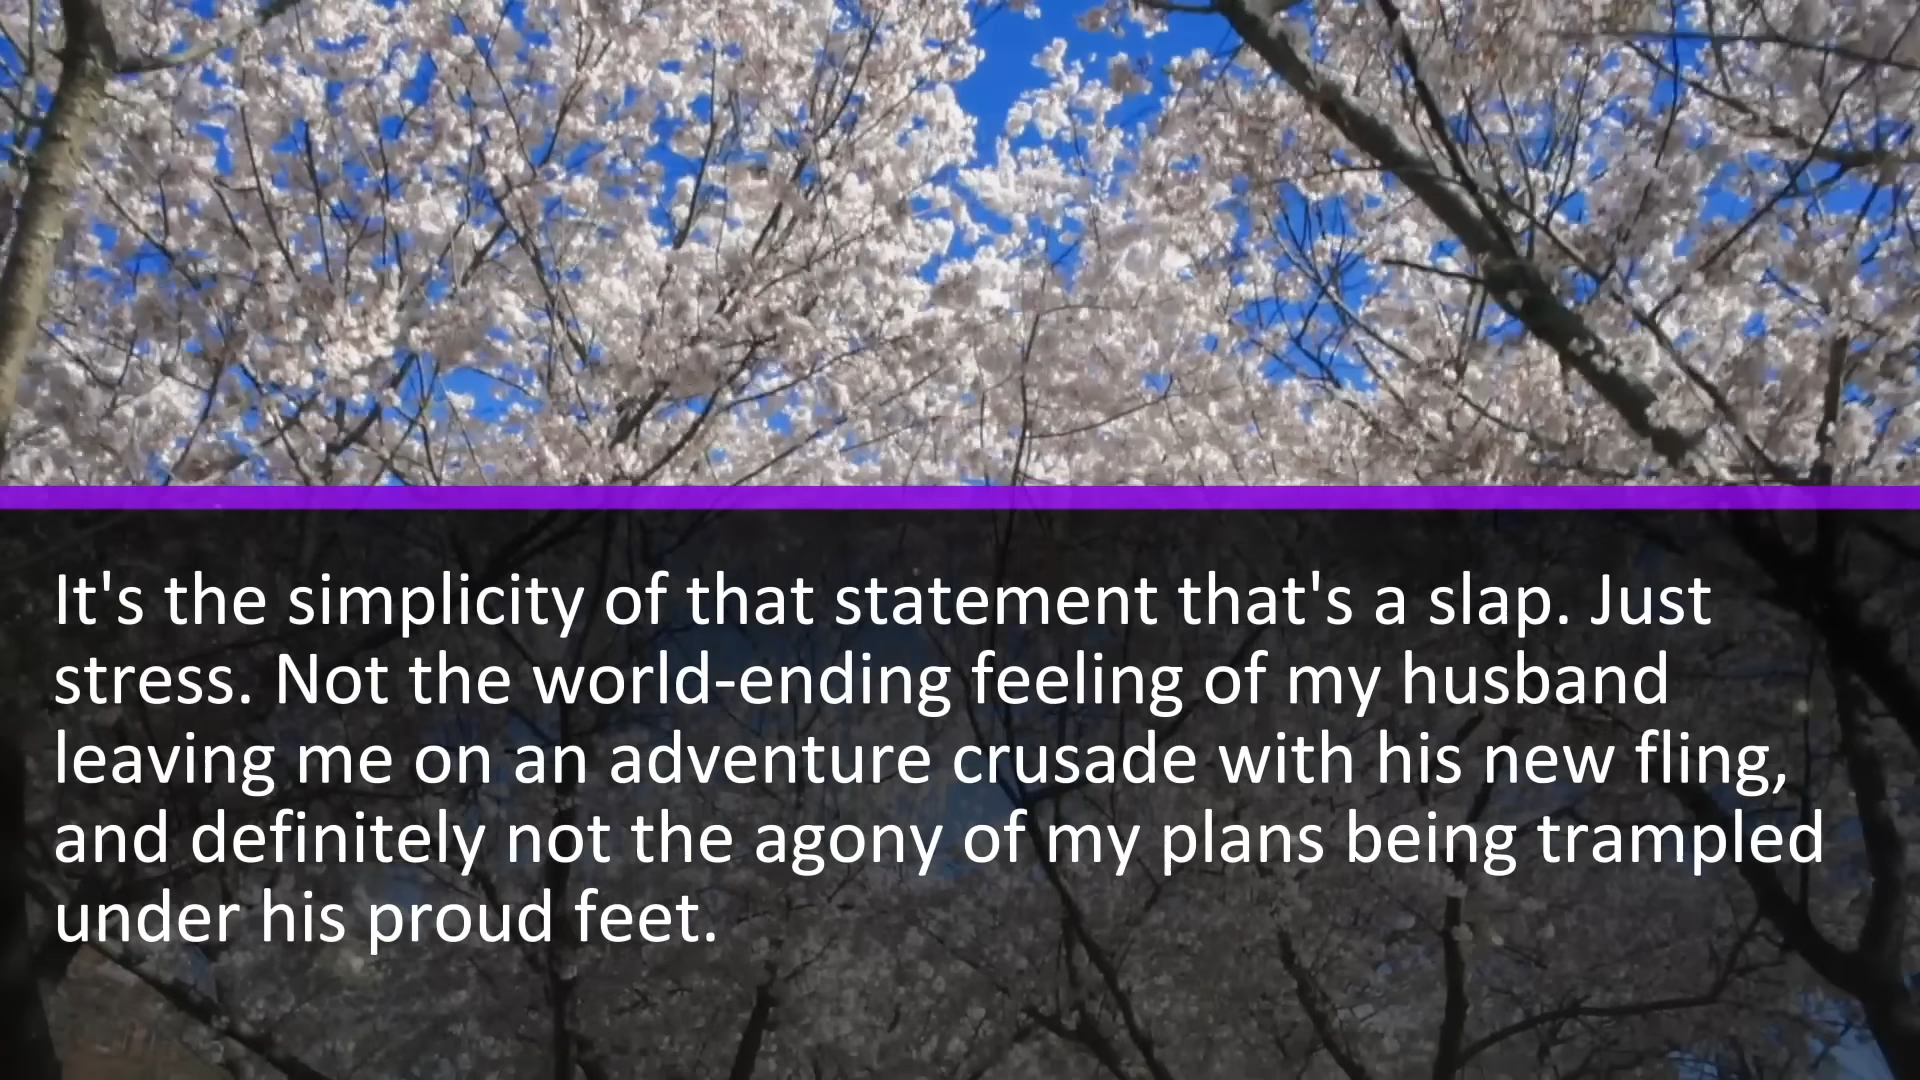 It's the simplicity of that statement that's a slap. Just
stress. Not the world-ending feeling of my husband
leaving me on an adventure crusade with his new fling,
and definitely not the agony of my plans being trampled
under his proud feet.